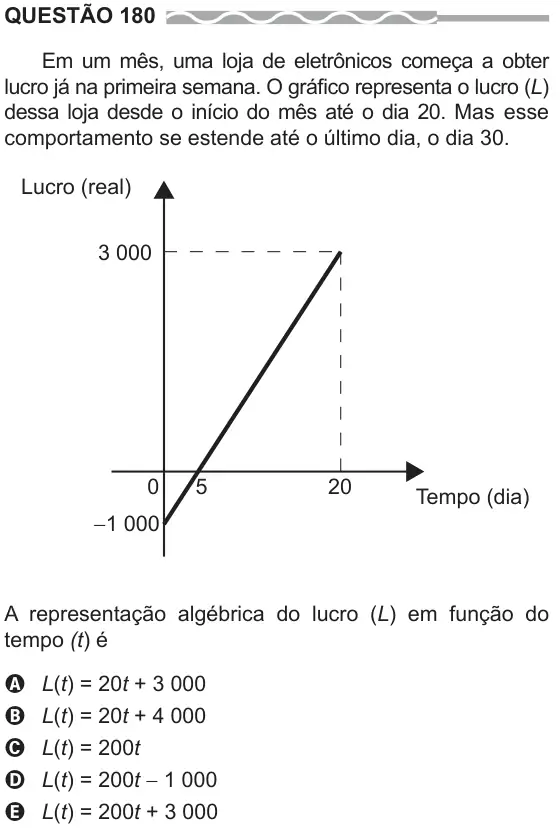 QUESTÃO 180
Em um mês, uma loja de eletrônicos começa a obter
lucro já na primeira semana. O gráfico representa o lucro (L)
dessa loja desde o início do mês até o dia 20. Mas esse
comportamento se estende até o último dia, o dia 30.
Lucro (real)
3 000
0 5 20
Tempo (dia)
–1 000
A representação algébrica do lucro (L) em função do
tempo (t) é
A L(t) = 20t + 3 000
B L(t) = 20t + 4 000
C L(t) = 200t
D L(t) = 200t – 1 000
E L(t) = 200t + 3 000